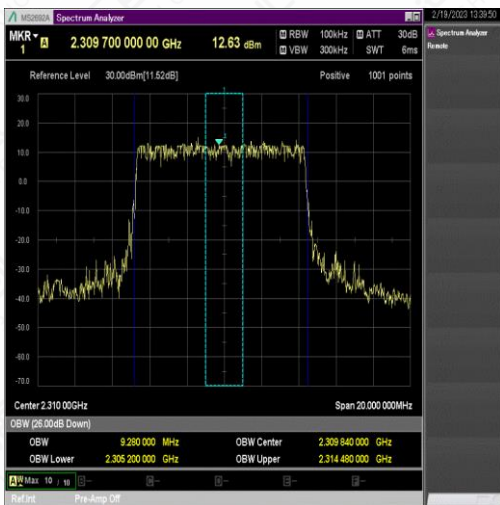 MS2692A Spectrum Analyzer
2/19/2023 13:39:50
MKR 1 A 2.309 700 000 00 GHz 12.63 dBm
M RBW 100kHz M ATT 30dB
M VBW 300kHz SWT 6ms
Spectrum Analyzer
Remote
Reference Level 30.00dBm[11.52dB] Positive 1001 points
30.0
20.0
10.0
0.0
-10.0
-20.0
-30.0
-40.0
-50.0
-60.0
-70.0
Center 2.310 00GHz Span 20.000 000MHz
OBW (26.00dB Down)
OBW 9.280 000 MHz OBW Center 2.309 840 000 GHz
OBW Lower 2.305 200 000 GHz OBW Upper 2.314 480 000 GHz
A W Max 10 / 10
Ref.Int Pre-Amp Off